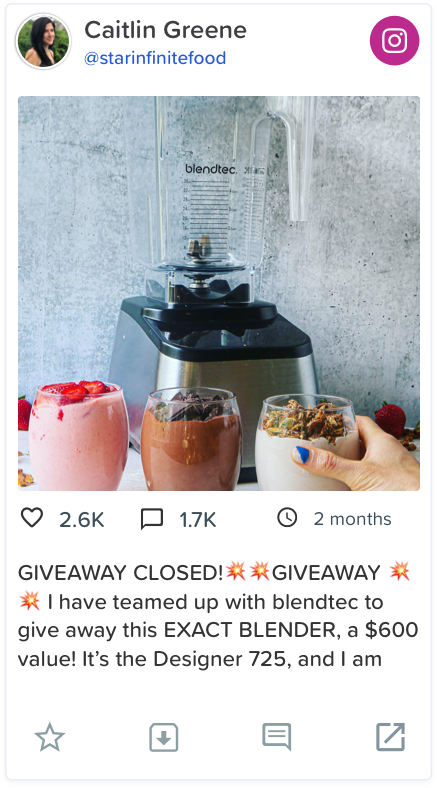 Caitlin Greene
@starinfinitefood
blendtec.
2.6K
1.7K
2 months
GIVEAWAY CLOSED!💥💥GIVEAWAY 💥
💥 I have teamed up with blendtec to
give away this EXACT BLENDER, a $600
value! It’s the Designer 725, and I am